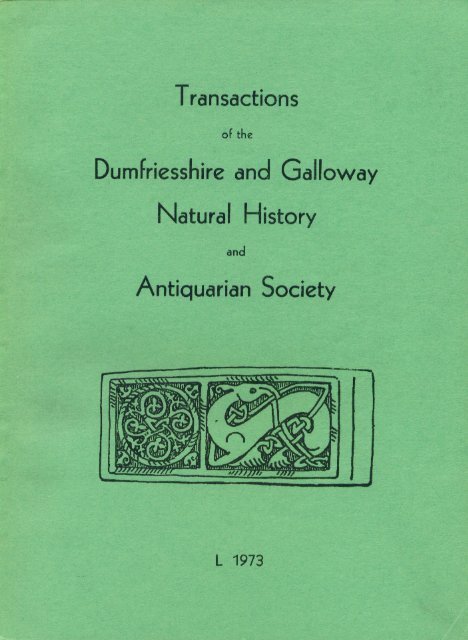 Transactions
of the
Dumfriesshire and Galloway
Natural History
and
Antiquarian Society
L 1973